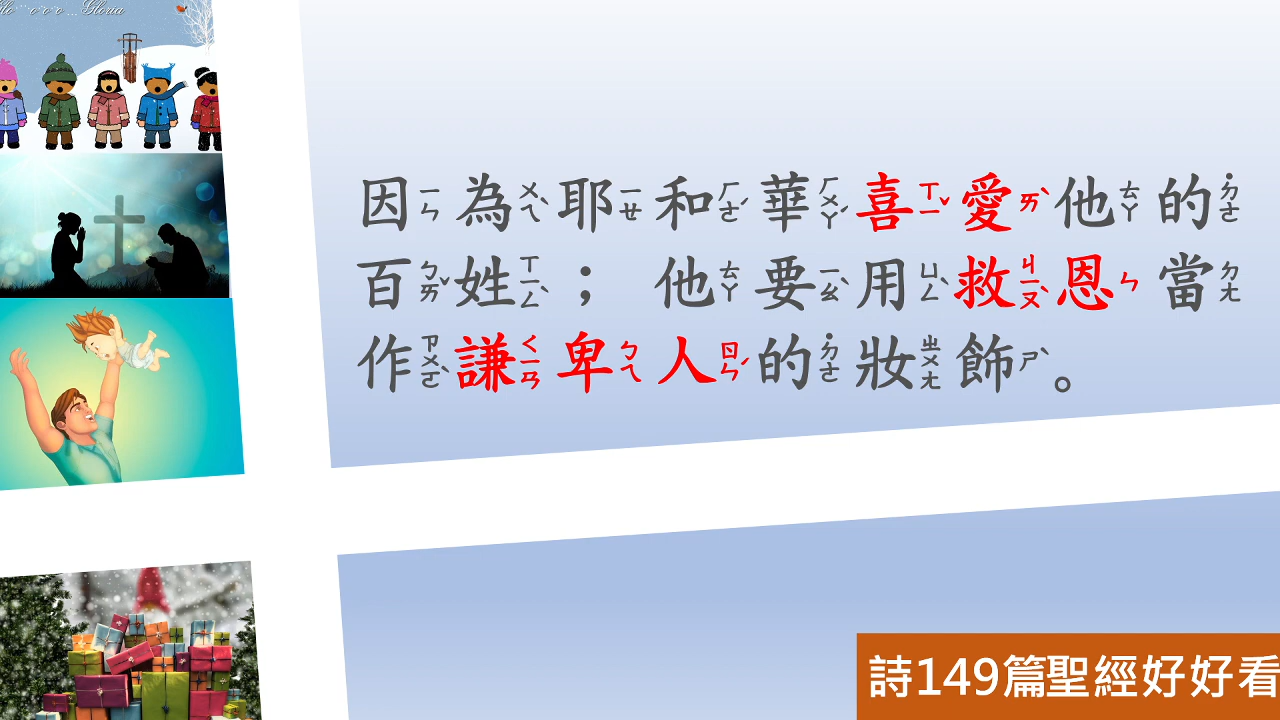 因為耶和華喜愛他的
百姓； 他要用救恩當
作謙卑人的妝飾。
詩149篇聖經好好看